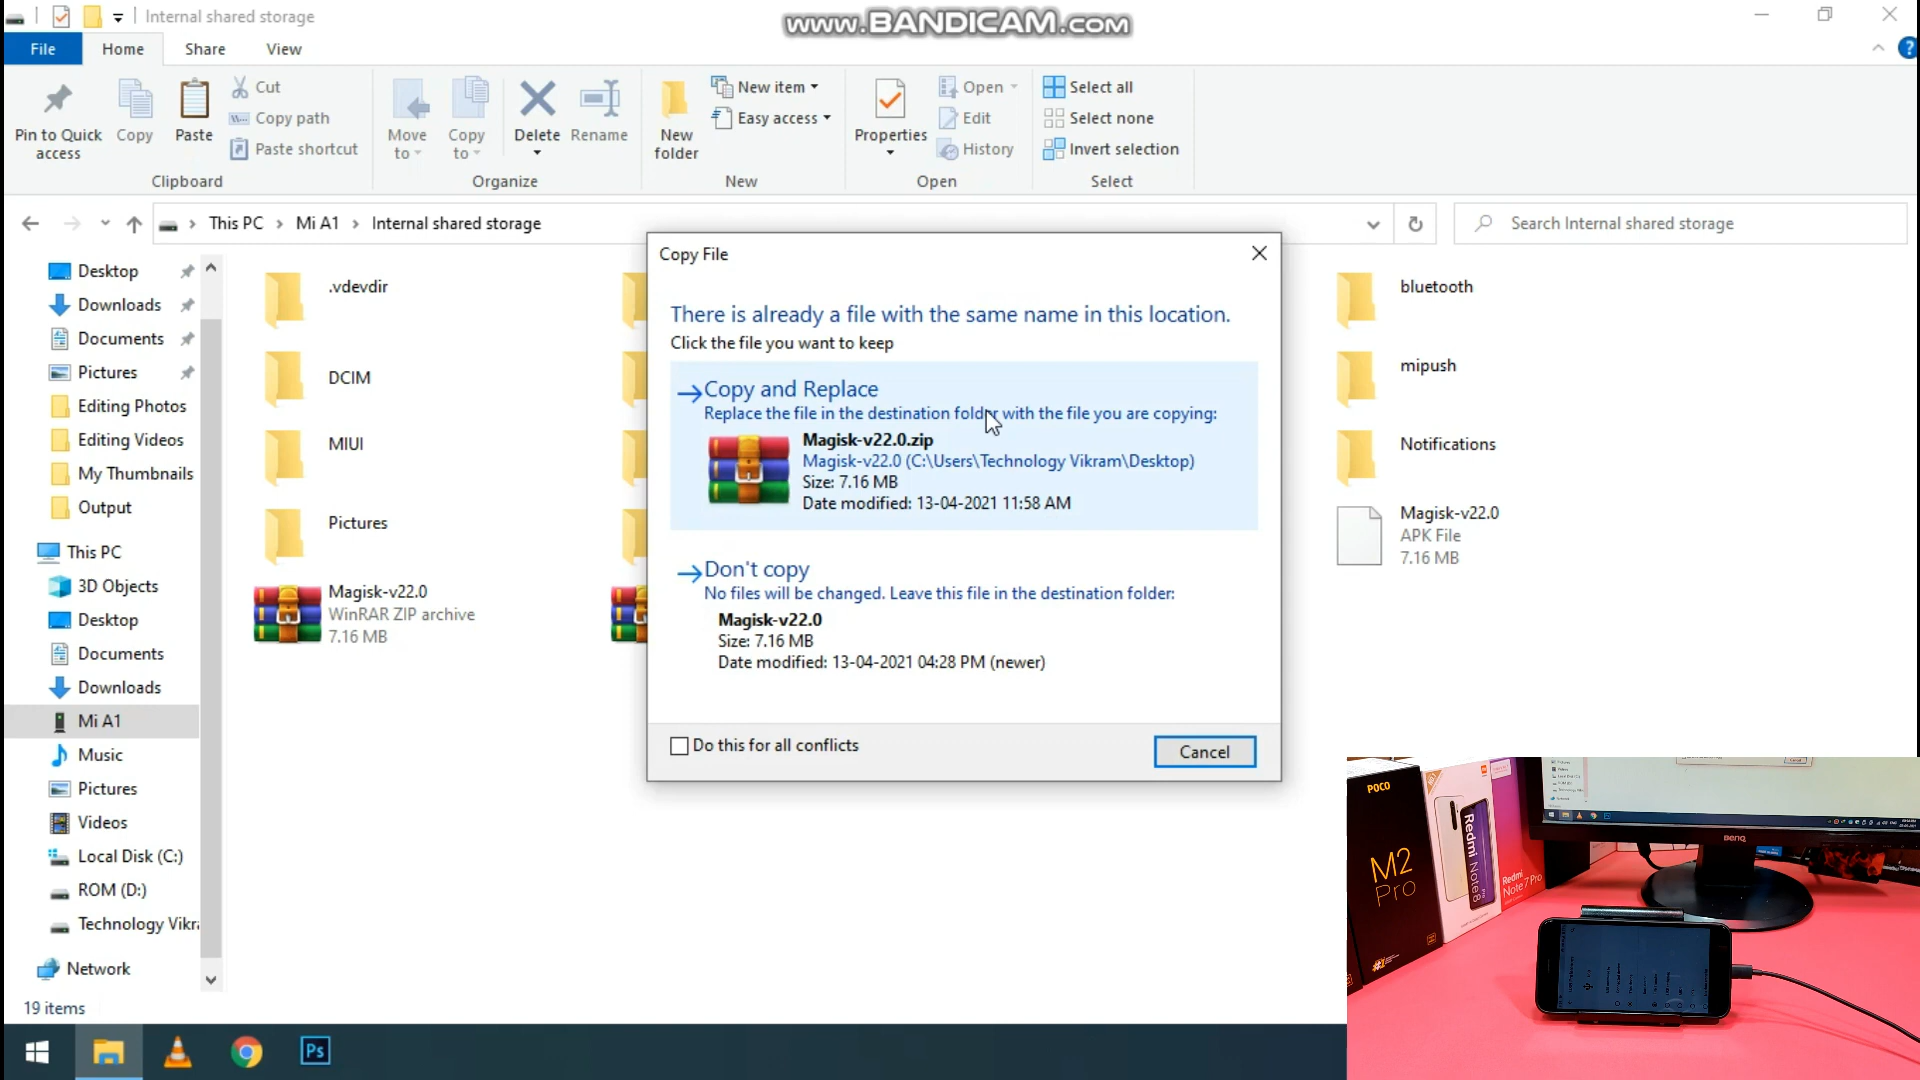 Internal shared storage
www.BANDICAM.com
File
Home
Share
View
Pin to Quick access
Copy
Paste
Cut
Copy path
Paste shortcut
Clipboard
Move to
Copy to
Delete
Rename
Organize
New folder
New item
Easy access
New
Properties
Open
Edit
History
Open
Select all
Select none
Invert selection
Select
This PC > Mi A1 > Internal shared storage
Search Internal shared storage
Desktop
Downloads
Documents
Pictures
Editing Photos
Editing Videos
My Thumbnails
Output
This PC
3D Objects
Desktop
Documents
Downloads
Mi A1
Music
Pictures
Videos
Local Disk (C:)
ROM (D:)
Technology Vikr
Network
19 items
.vdevdir
DCIM
MIUI
Pictures
Magisk-v22.0
WinRAR ZIP archive
7.16 MB
bluetooth
mipush
Notifications
Magisk-v22.0
APK File
7.16 MB
Copy File
There is already a file with the same name in this location.
Click the file you want to keep
Copy and Replace
Replace the file in the destination folder with the file you are copying:
Magisk-v22.0.zip
Magisk-v22.0 (C:\Users\Technology Vikram\Desktop)
Size: 7.16 MB
Date modified: 13-04-2021 11:58 AM
Don't copy
No files will be changed. Leave this file in the destination folder:
Magisk-v22.0
Size: 7.16 MB
Date modified: 13-04-2021 04:28 PM (newer)
Do this for all conflicts
Cancel
Ps
POCO
M2
Pro
Redmi Note8
Redmi
Note 7 Pro
BenQ